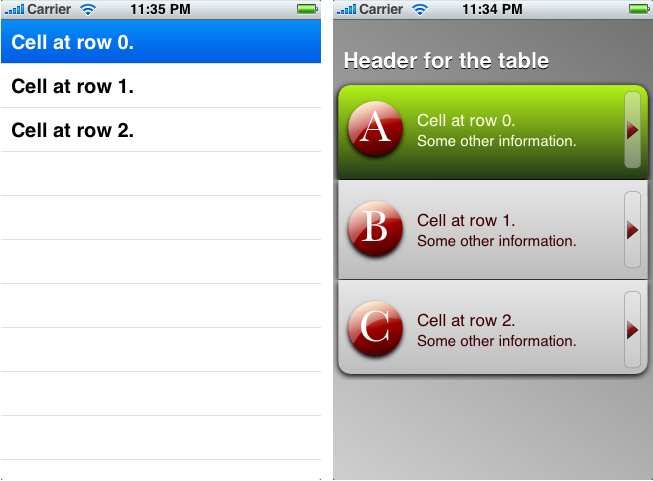 Carrier 11:35 PM
Cell at row 0.
Cell at row 1.
Cell at row 2.
Carrier 11:34 PM
Header for the table
A
Cell at row 0.
Some other information.
B
Cell at row 1.
Some other information.
C
Cell at row 2.
Some other information.